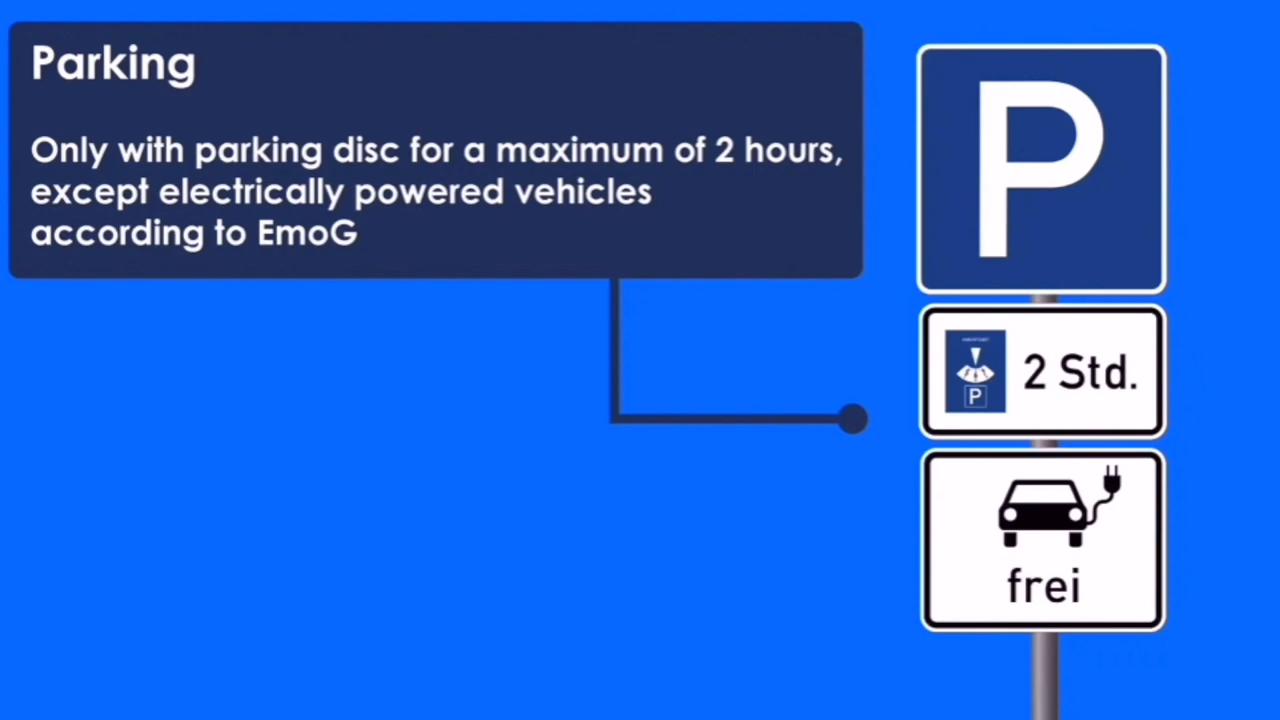 Parking
Only with parking disc for a maximum of 2 hours,
except electrically powered vehicles
according to EmoG
P
P
2 Std.
frei